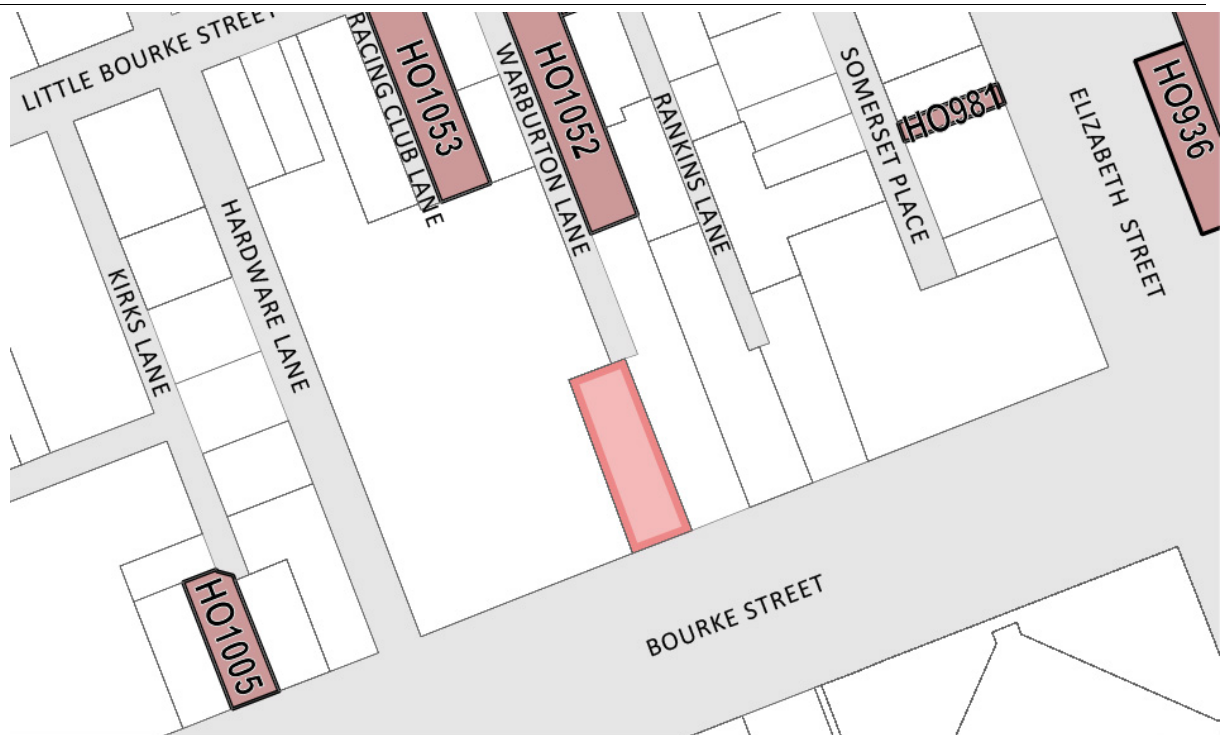 LITTLE BOURKE STREET
RACING CLUB LANE
HO1053
WARBURTON LANE
HO1052
RANKINS LANE
SOMERSET PLACE
HO981
ELIZABETH STREET
HO936
KIRKS LANE
HARDWARE LANE
HO1005
BOURKE STREET